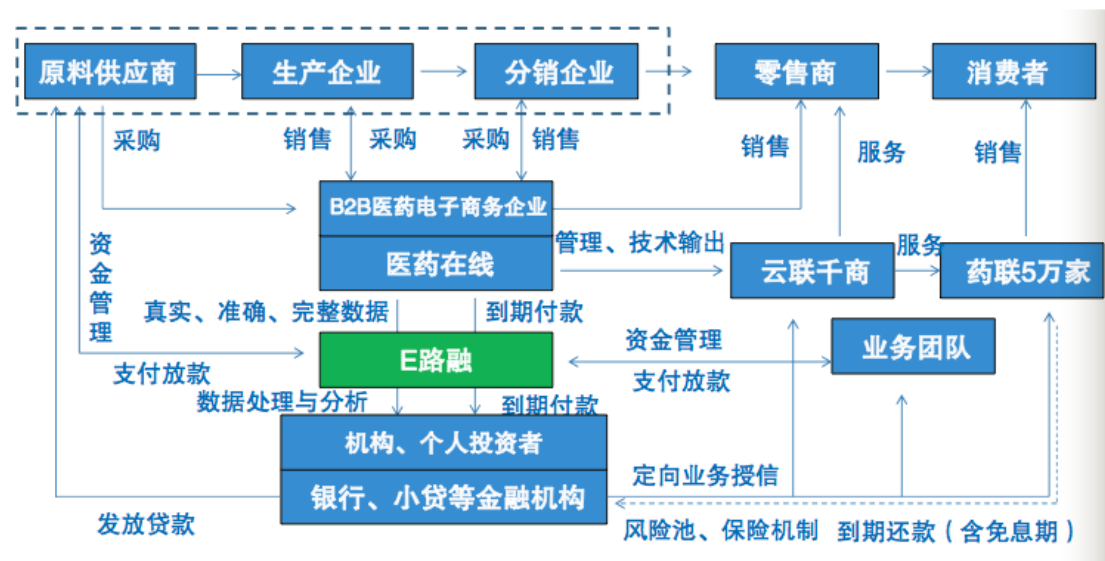 原料供应商
生产企业
分销企业
零售商
消费者
采购
销售
采购
采购
销售
销售
服务
销售
B2B医药电子商务企业
医药在线
管理、技术输出
云联千商
服务
药联5万家
资金管理
真实、准确、完整数据
到期付款
E路融
资金管理
支付放款
业务团队
支付放款
数据处理与分析
到期付款
机构、个人投资者
银行、小贷等金融机构
定向业务授信
发放贷款
风险池、保险机制
到期还款（含免息期）